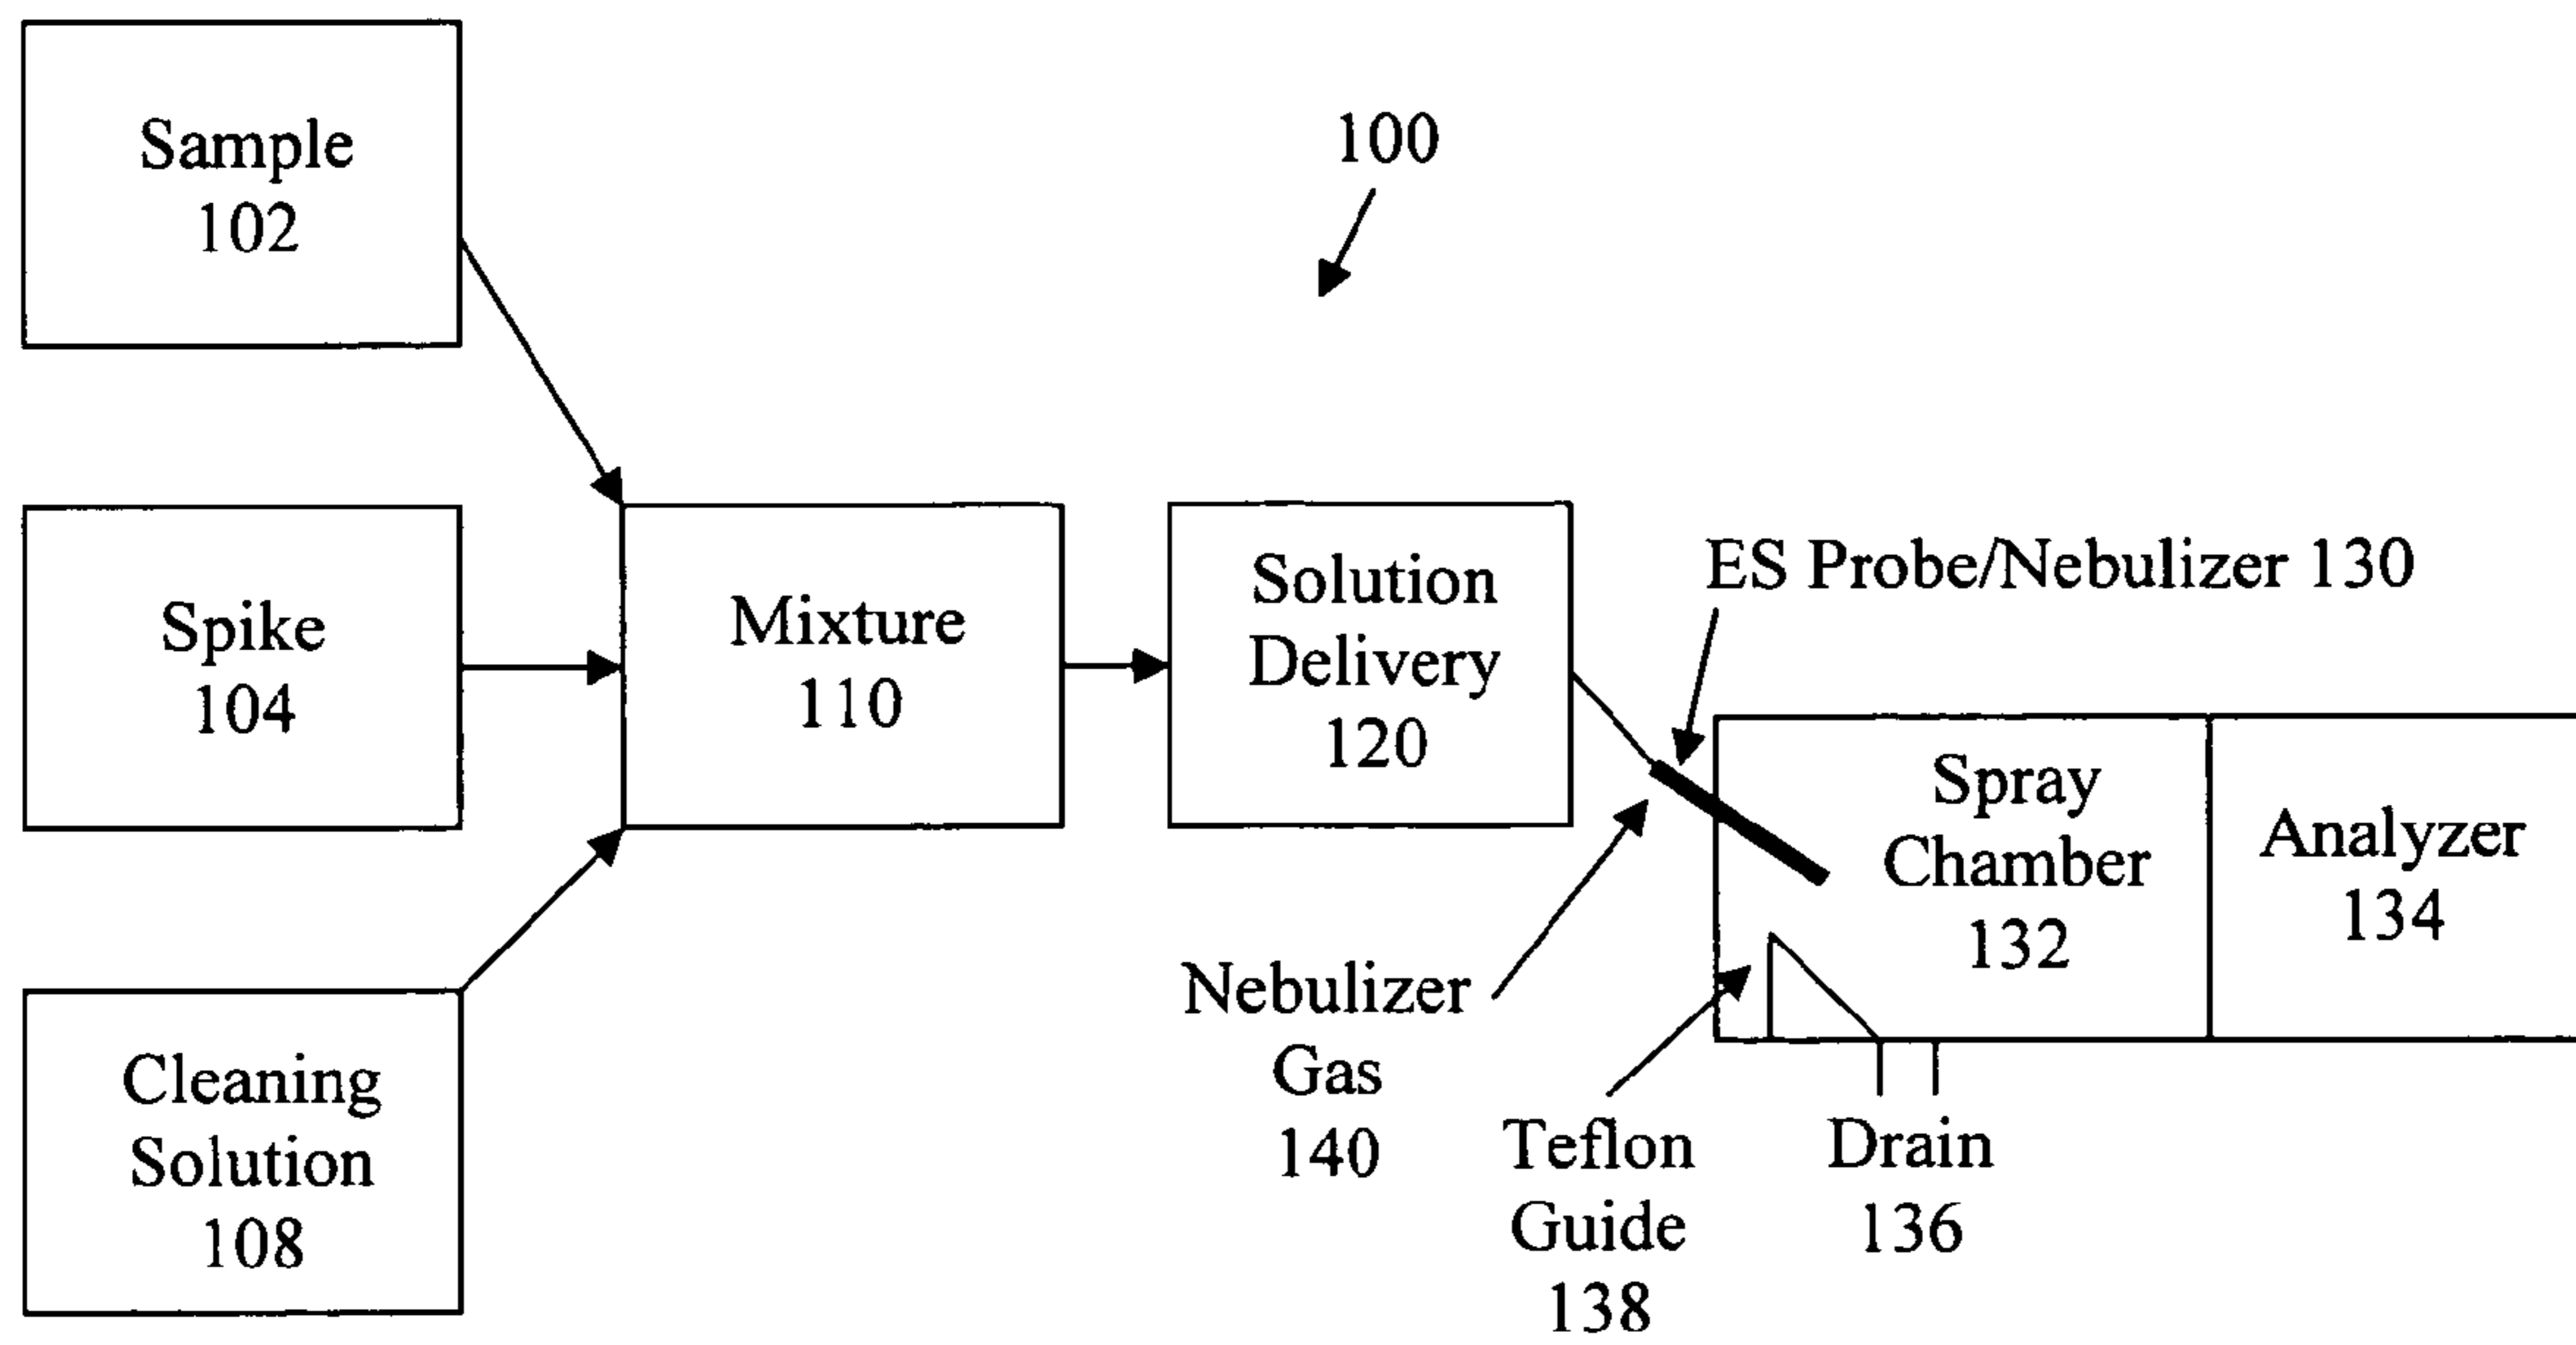 Sample
102
100
Spike
104
Mixture
110
Solution
Delivery
120
ES Probe/Nebulizer 130
Spray
Chamber
132
Analyzer
134
Cleaning
Solution
108
Nebulizer
Gas
140
Teflon
Guide
138
Drain
136